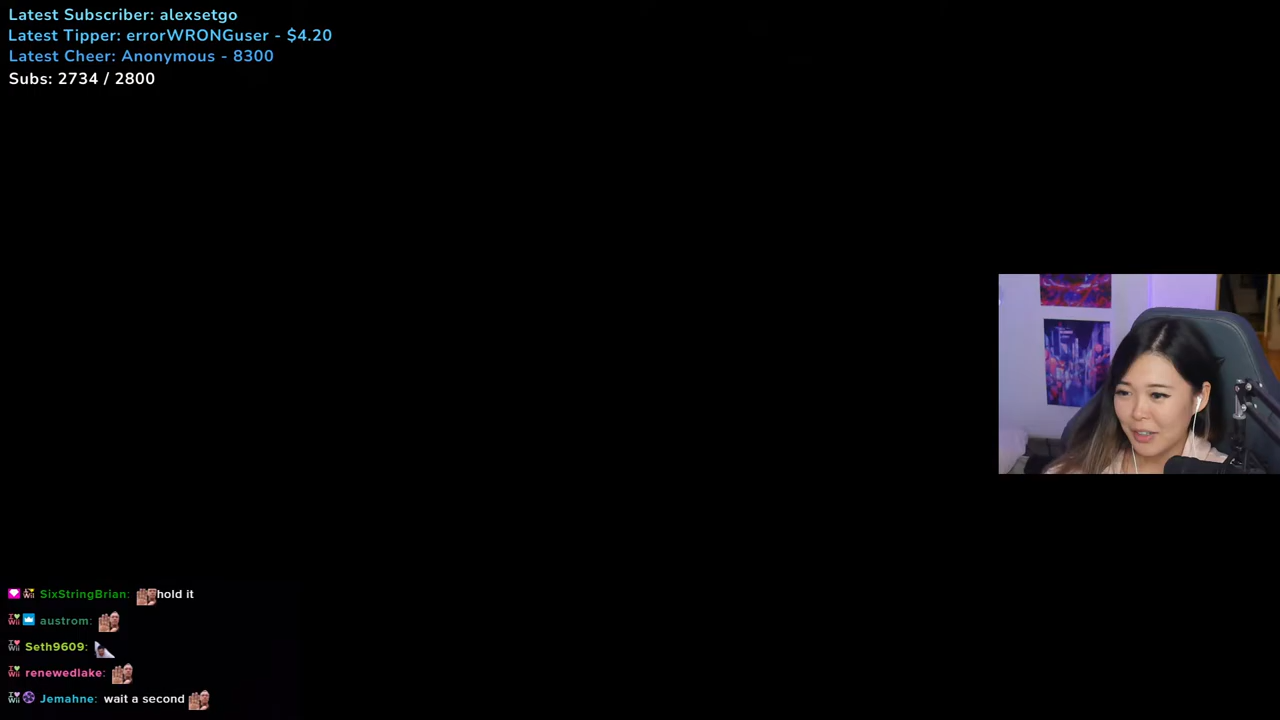 Latest Subscriber: alexsetgo
Latest Tipper: errorWRONGuser - $4.20
Latest Cheer: Anonymous - 8300
Subs: 2734 / 2800
SixStringBrian: hold it
austrom:
Seth9609:
renewedlake:
Jemahne: wait a second